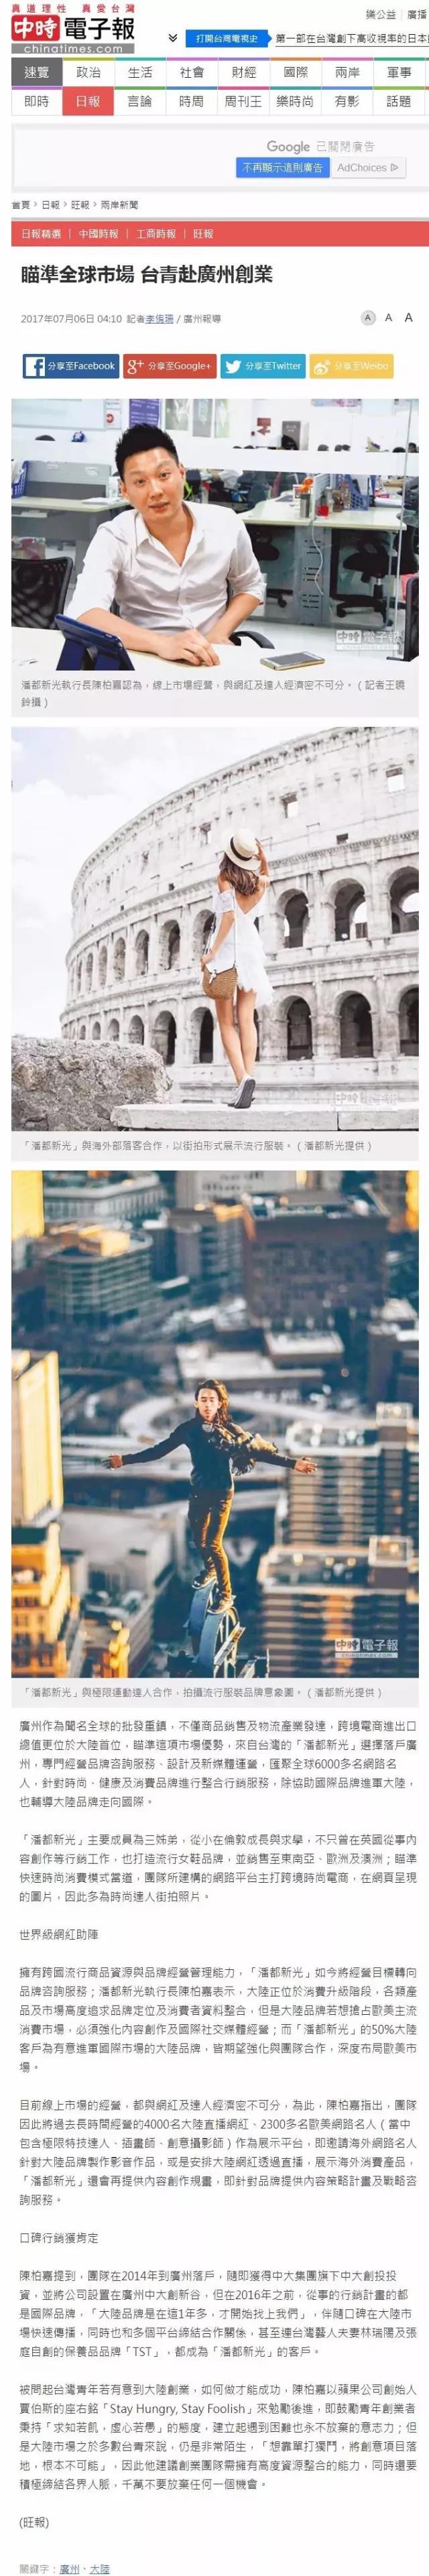 真道理性 真愛台灣
中時電子報
chinatimes.com
樂公益 | 廣播
打開台灣電視史 第一部在台灣創下高收視率的日本
速覽 政治 生活 社會 財經 國際 兩岸 軍事
即時 日報 言論 時周 周刊王 樂時尚 有影 話題
Google 已關閉廣告
不再顯示這則廣告 AdChoices
首頁 › 日報 › 旺報 › 兩岸新聞
日報精選 | 中國時報 | 工商時報 | 旺報
瞄準全球市場 台青赴廣州創業
2017年07月06日 04:10 記者李侑珊 / 廣州報導
A A A
分享至Facebook 分享至Google+ 分享至Twitter 分享至Weibo
中時電子報
潘都新光執行長陳柏嘉認為，線上市場經營，與網紅及達人經濟密不可分。（記者王曉
鈴攝）
中時電子報
「潘都新光」與海外部落客合作，以街拍形式展示流行服裝。（潘都新光提供）
中時電子報
chinatimes.com
「潘都新光」與極限運動達人合作，拍攝流行服裝品牌意象圖。（潘都新光提供）
廣州作為聞名全球的批發重鎮，不僅商品銷售及物流產業發達，跨境電商進出口
總值更位於大陸首位，瞄準這項市場優勢，來自台灣的「潘都新光」選擇落戶廣
州，專門經營品牌咨詢服務、設計及新媒體運營，匯聚全球6000多名網路名
人，針對時尚、健康及消費品牌進行整合行銷服務，除協助國際品牌進軍大陸，
也輔導大陸品牌走向國際。
「潘都新光」主要成員為三姊弟，從小在倫敦成長與求學，不只曾在英國從事內
容創作等行銷工作，也打造流行女鞋品牌，並銷售至東南亞、歐洲及澳洲；瞄準
快速時尚消費模式當道，團隊所建構的網路平台主打跨境時尚電商，在網頁呈現
的圖片，因此多為時尚達人街拍照片。
世界級網紅助陣
擁有跨國流行商品資源與品牌經營管理能力，「潘都新光」如今將經營目標轉向
品牌咨詢服務；潘都新光執行長陳柏嘉表示，大陸正位於消費升級階段，各類產
品及市場高度追求品牌定位及消費者資料整合，但是大陸品牌若想搶占歐美主流
消費市場，必須強化內容創作及國際社交媒體經營；而「潘都新光」的50%大陸
客戶為有意進軍國際市場的大陸品牌，皆期望強化與團隊合作，深度布局歐美市
場。
目前線上市場的經營，都與網紅及達人經濟密不可分，為此，陳柏嘉指出，團隊
因此將過去長時間經營的4000名大陸直播網紅、2300多名歐美網路名人（當中
包含極限特技達人、插畫師、創意攝影師）作為展示平台，即邀請海外網路名人
針對大陸品牌製作影音作品，或是安排大陸網紅透過直播，展示海外消費產品，
「潘都新光」還會再提供內容創作規畫，即針對品牌提供內容策略計畫及戰略咨
詢服務。
口碑行銷獲肯定
陳柏嘉提到，團隊在2014年到廣州落戶，隨即獲得中大集團旗下中大創投投
資，並將公司設置在廣州中大創新谷，但在2016年之前，從事的行銷計畫的都
是國際品牌，「大陸品牌是在這1年多，才開始找上我們」，伴隨口碑在大陸市
場快速傳播，同時也和多個平台締結合作關係，甚至連台灣藝人夫妻林瑞陽及張
庭自創的保養品品牌「TST」，都成為「潘都新光」的客戶。
被問起台灣青年若有意到大陸創業，如何做才能成功，陳柏嘉以蘋果公司創始人
賈伯斯的座右銘「Stay Hungry, Stay Foolish」來勉勵後進，即鼓勵青年創業者
秉持「求知若飢，虛心若愚」的態度，建立起遇到困難也永不放棄的意志力；但
是大陸市場之於多數台青來說，仍是非常陌生，「想靠單打獨鬥，將創意項目落
地，根本不可能」，因此他建議創業團隊需擁有高度資源整合的能力，同時還要
積極締結各界人脈，千萬不要放棄任何一個機會。
(旺報)
關鍵字：廣州、大陸